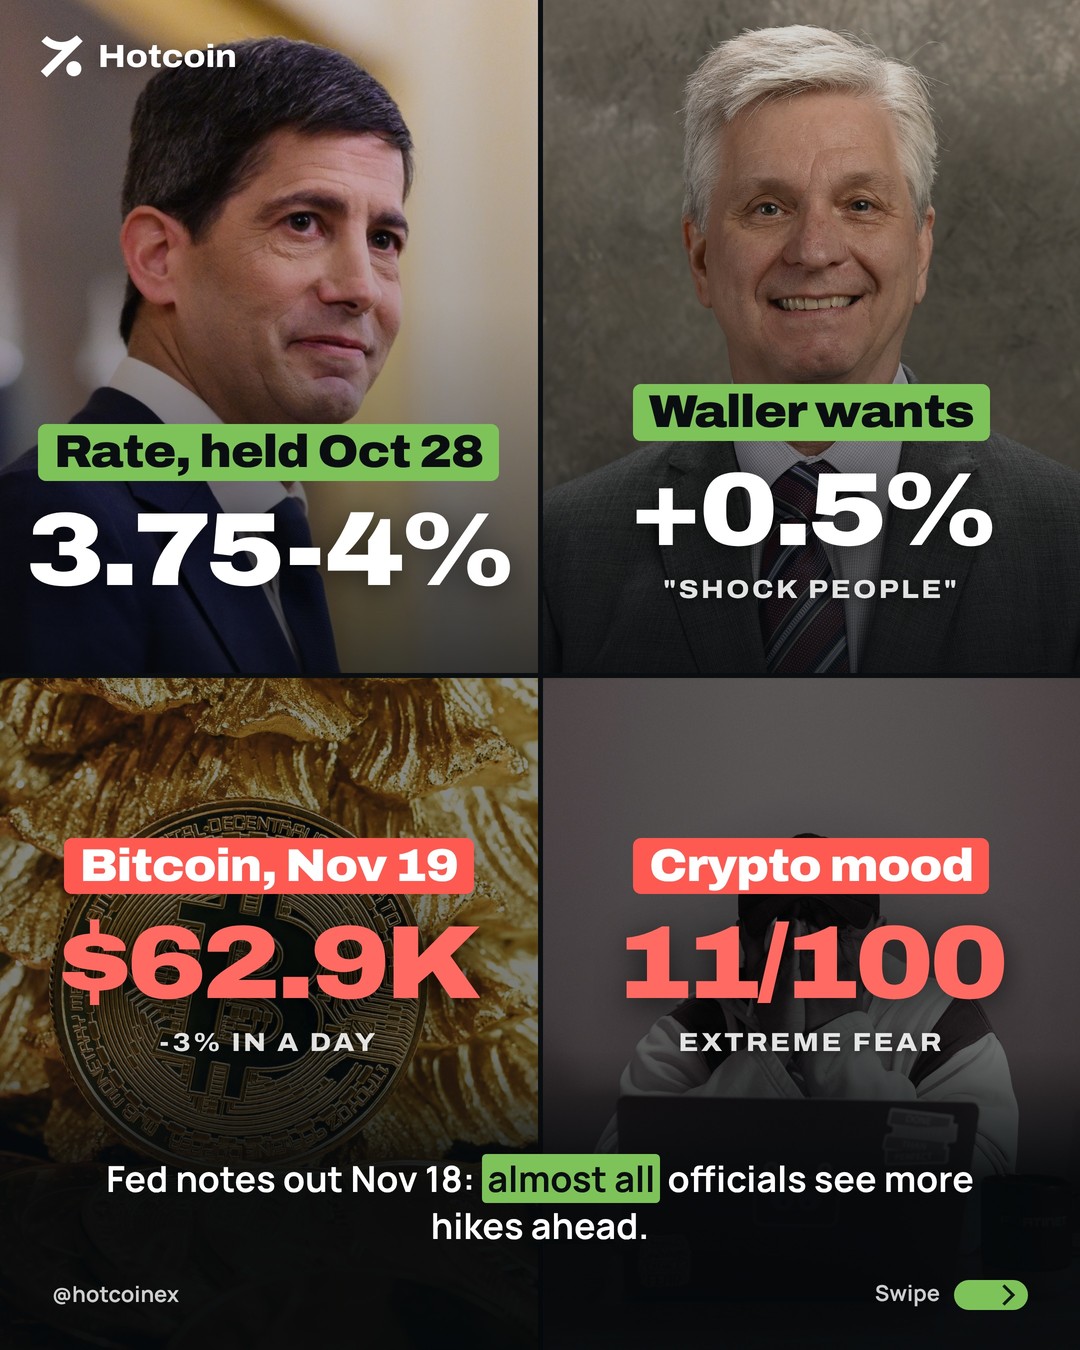 Hotcoin
Rate, held Oct 28
3.75-4%
Waller wants
+0.5%
"SHOCK PEOPLE"
Bitcoin, Nov 19
$62.9K
-3% IN A DAY
Crypto mood
11/100
EXTREME FEAR
Fed notes out Nov 18: almost all officials see more
hikes ahead.
@hotcoinex
Swipe